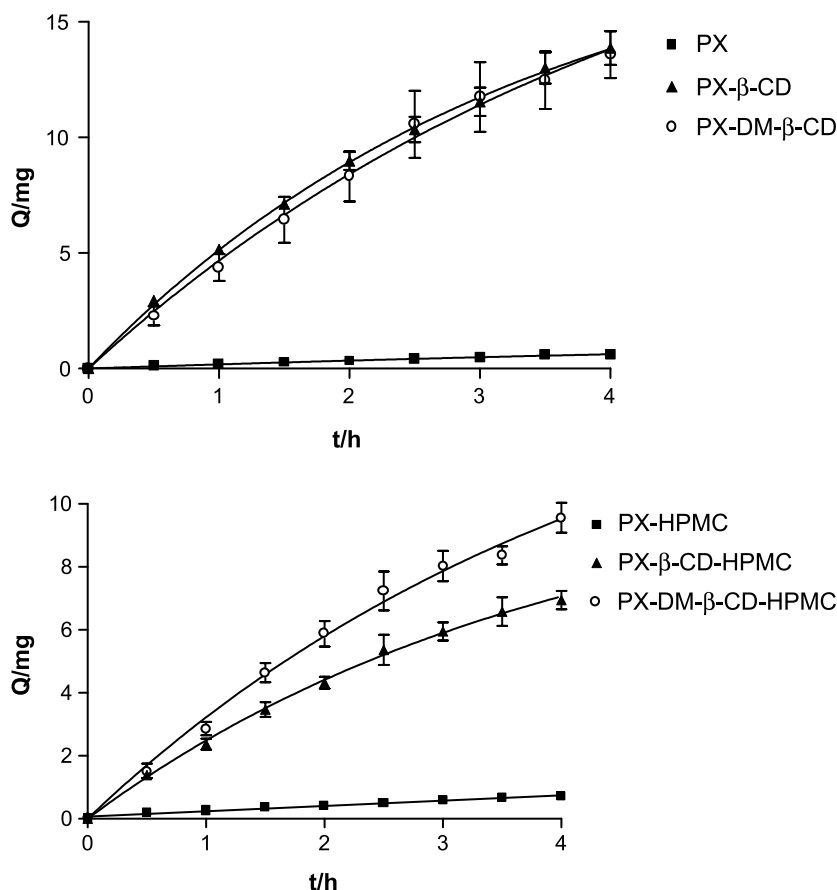 15
10
5
0
Q/mg
0 1 2 3 4
t/h
PX
PX-β-CD
PX-DM-β-CD
10
8
6
4
2
0
Q/mg
0 1 2 3 4
t/h
PX-HPMC
PX-β-CD-HPMC
PX-DM-β-CD-HPMC